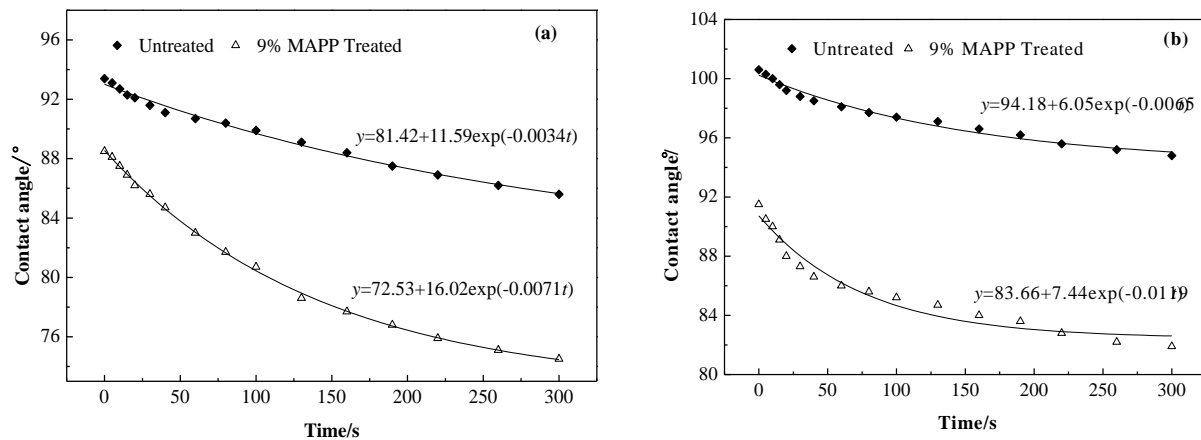 (a)
◆ Untreated △ 9% MAPP Treated
96
92
88
84
80
76
y=81.42+11.59exp(-0.0034t)
y=72.53+16.02exp(-0.0071t)
Contact angle/°
0 50 100 150 200 250 300
Time/s
(b)
◆ Untreated △ 9% MAPP Treated
104
100
96
92
88
84
80
y=94.18+6.05exp(-0.0065t)
y=83.66+7.44exp(-0.0119t)
Contact angle/°
0 50 100 150 200 250 300
Time/s